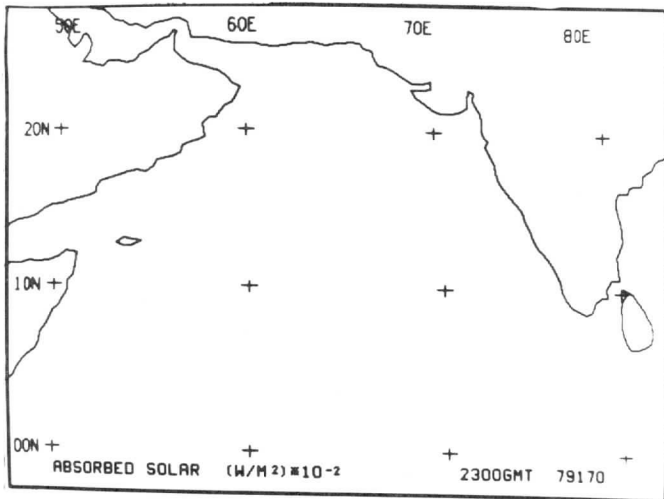 50E 60E 70E 80E
20N
10N
00N
ABSORBED SOLAR (W/M²)*10-² 2300GMT 79170